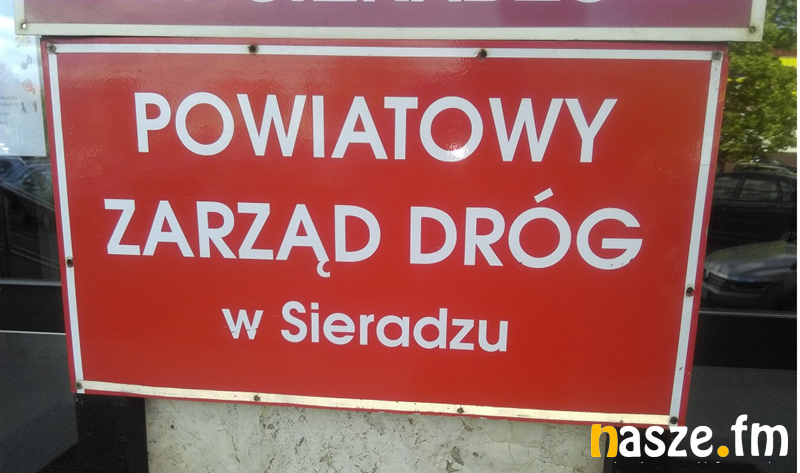 POWIATOWY
ZARZĄD DRÓG
w Sieradzu
nasze.fm